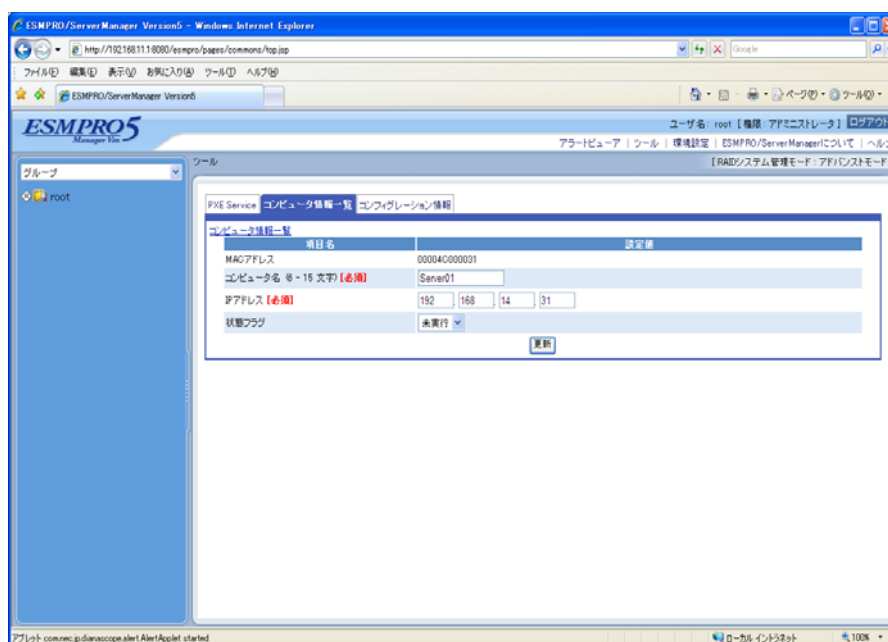 ESMPRO/ServerManager Version5 - Windows Internet Explorer
http://192.168.11.1:8080/esmpro/pages/commons/top.jsp
Google
ファイル(F) 編集(E) 表示(V) お気に入り(A) ツール(T) ヘルプ(H)
ESMPRO/ServerManager Version5
ページ(P) ツール(O)
ESMPRO5
Manager Ver.
ユーザ名 : root [ 権限 : アドミニストレータ ] ログアウト
アラートビューア | ツール | 環境設定 | ESMPRO/ServerManagerについて | ヘルプ
グループ
ツール
[ RAIDシステム管理モード : アドバンストモード
root
PXE Service コンピュータ情報一覧 コンフィグレーション情報
コンピュータ情報一覧
項目名 設定値
MACアドレス 00004C000031
コンピュータ名 (6 - 15 文字) [必須] Server01
IPアドレス [必須] 192 . 168 . 14 . 31
状態フラグ 未実行
更新
アプレット com.nec.jp.dianascope.alert.AlertApplet started
ローカル イントラネット
100%